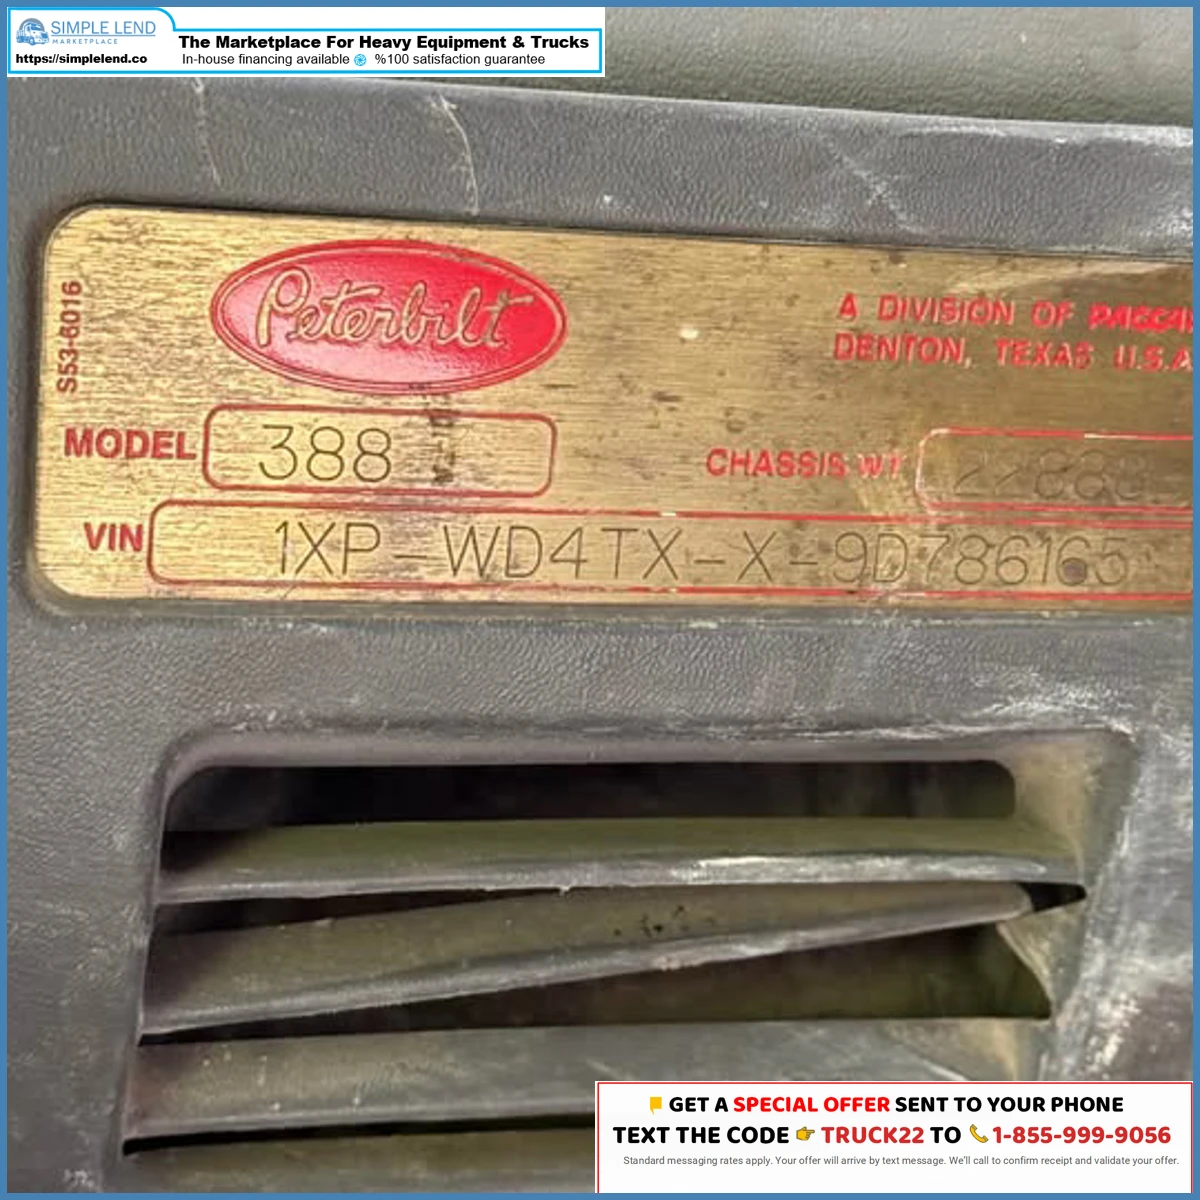 SIMPLE LEND
MARKETPLACE
https://simplelend.co
The Marketplace For Heavy Equipment & Trucks
In-house financing available %100 satisfaction guarantee
S53-6016
Peterbilt
A DIVISION OF PACCAR
DENTON, TEXAS U.S.A
MODEL 388
CHASSIS WT
VIN 1XP-WD4TX-X-9D786165
GET A SPECIAL OFFER SENT TO YOUR PHONE
TEXT THE CODE TRUCK22 TO 1-855-999-9056
Standard messaging rates apply. Your offer will arrive by text message. We'll call to confirm receipt and validate your offer.